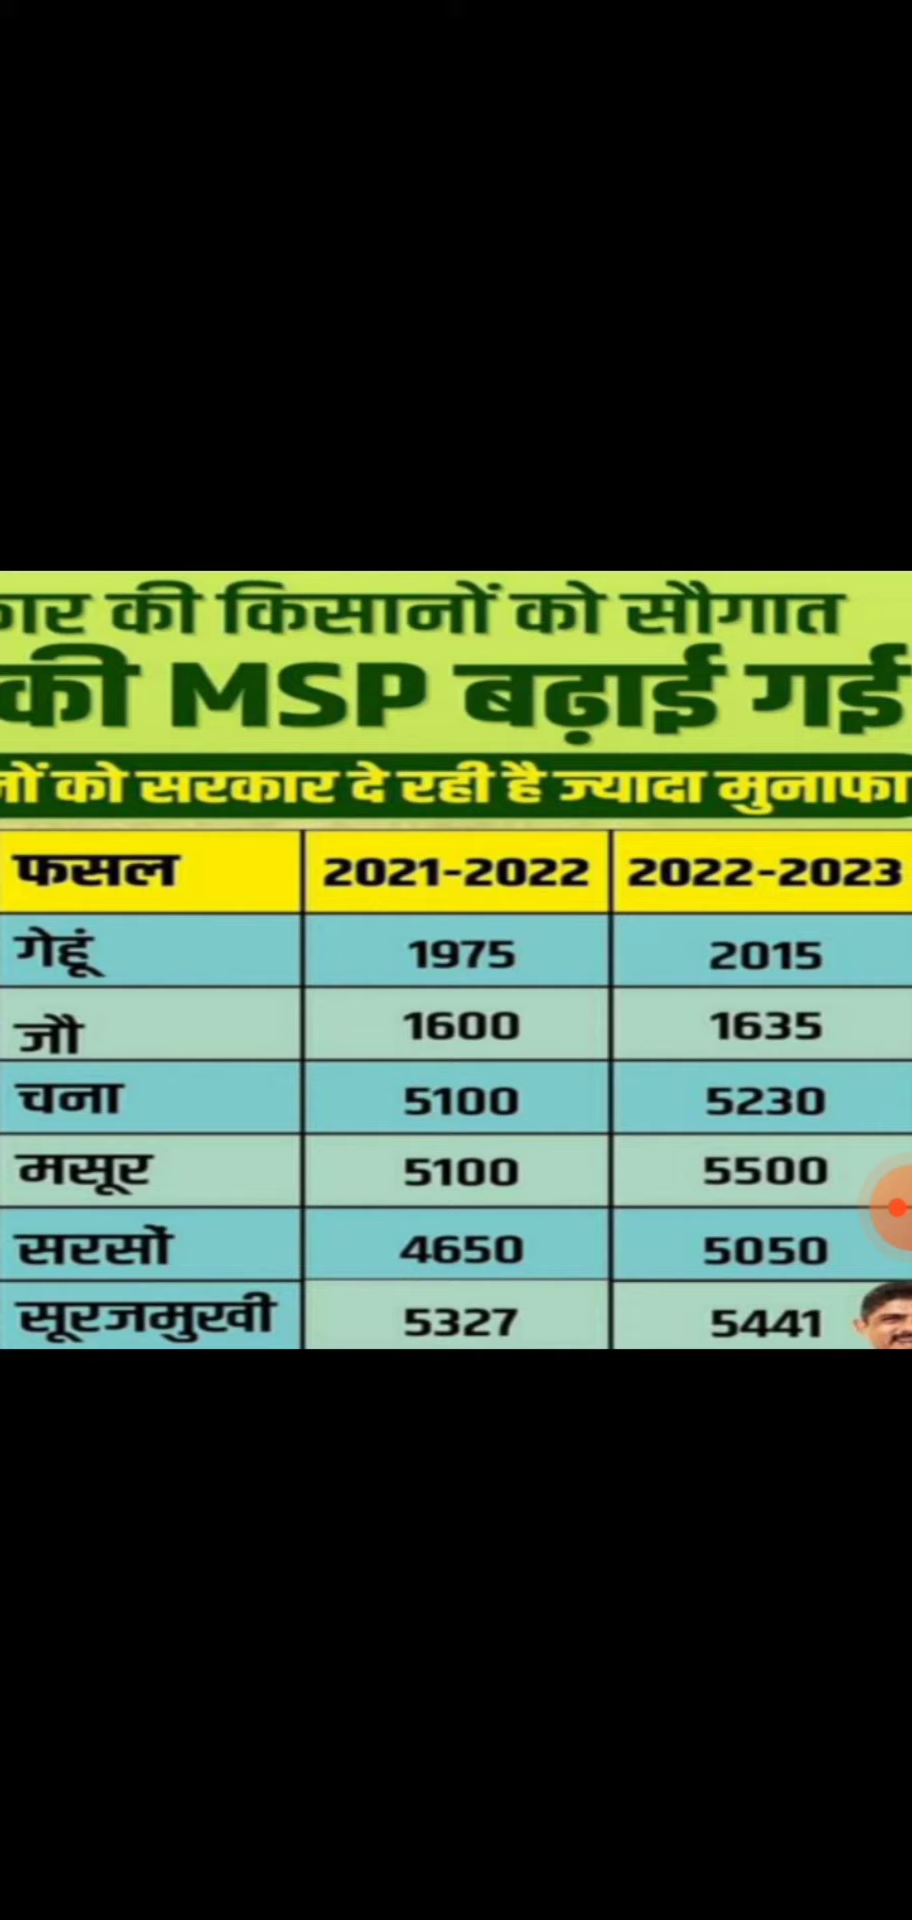 की किसानों को सौगात
की MSP बढ़ाई गई
को सरकार दे रही है ज्यादा मुनाफा
फसल 2021-2022 2022-2023
गेहूं 1975 2015
जौ 1600 1635
चना 5100 5230
मसूर 5100 5500
सरसों 4650 5050
सूरजमुखी 5327 5441